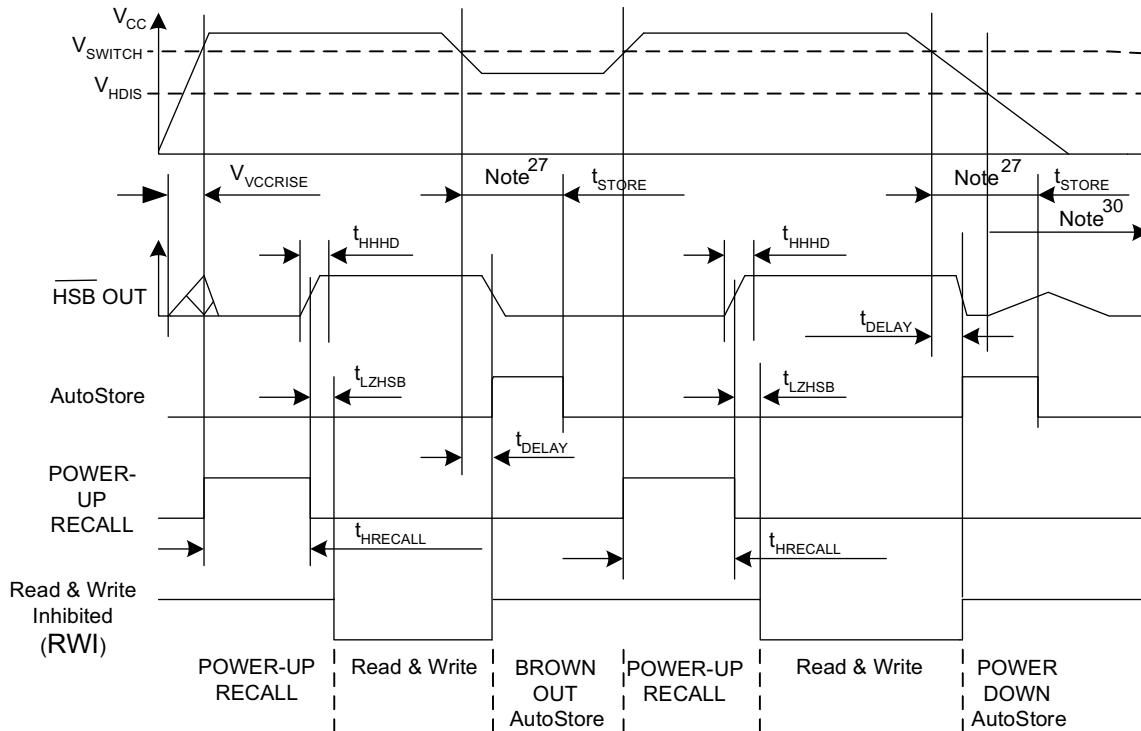 VCC
VSWITCH
VHDIS
VVCCRISE
Note27
tSTORE
Note27
tSTORE
Note30
tHHHD
tHHHD
HSB OUT
tDELAY
tLZHSB
tLZHSB
AutoStore
tDELAY
POWER-
UP
RECALL
tHRECALL
tHRECALL
Read & Write
Inhibited
(RWI)
POWER-UP
RECALL
Read & Write
BROWN
OUT
AutoStore
POWER-UP
RECALL
Read & Write
POWER
DOWN
AutoStore